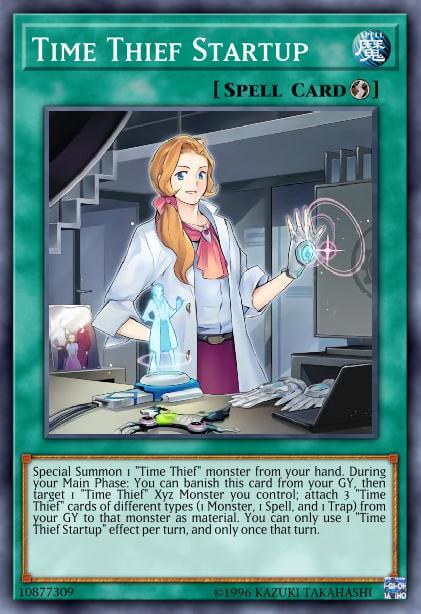 TIME THIEF STARTUP
SPELL
魔
[SPELL CARD]
Special Summon 1 "Time Thief" monster from your hand. During
your Main Phase: You can banish this card from your GY, then
target 1 "Time Thief" Xyz Monster you control; attach 3 "Time
Thief" cards of different types (1 Monster, 1 Spell, and 1 Trap) from
your GY to that monster as material. You can only use 1 "Time
Thief Startup" effect per turn, and only once that turn.
10877309
©1996 KAZUKI TAKAHASHI